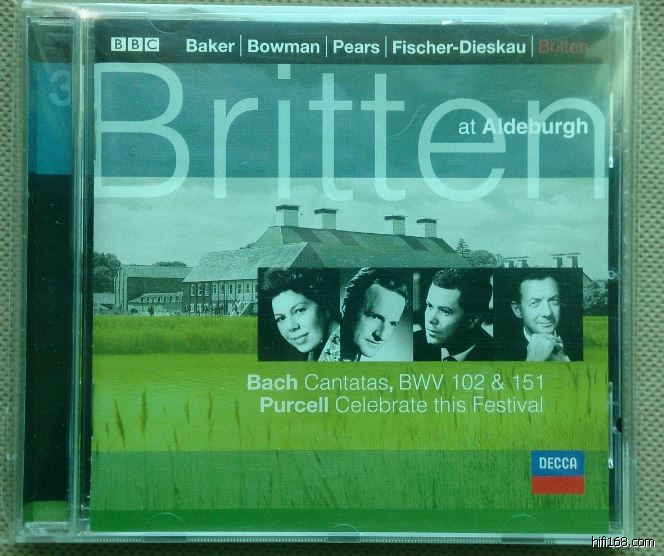 BBC Baker | Bowman | Pears | Fischer-Dieskau | Britten
3
Britten
at Aldeburgh
Bach Cantatas, BWV 102 & 151
Purcell Celebrate this Festival
DECCA
hifi168.com